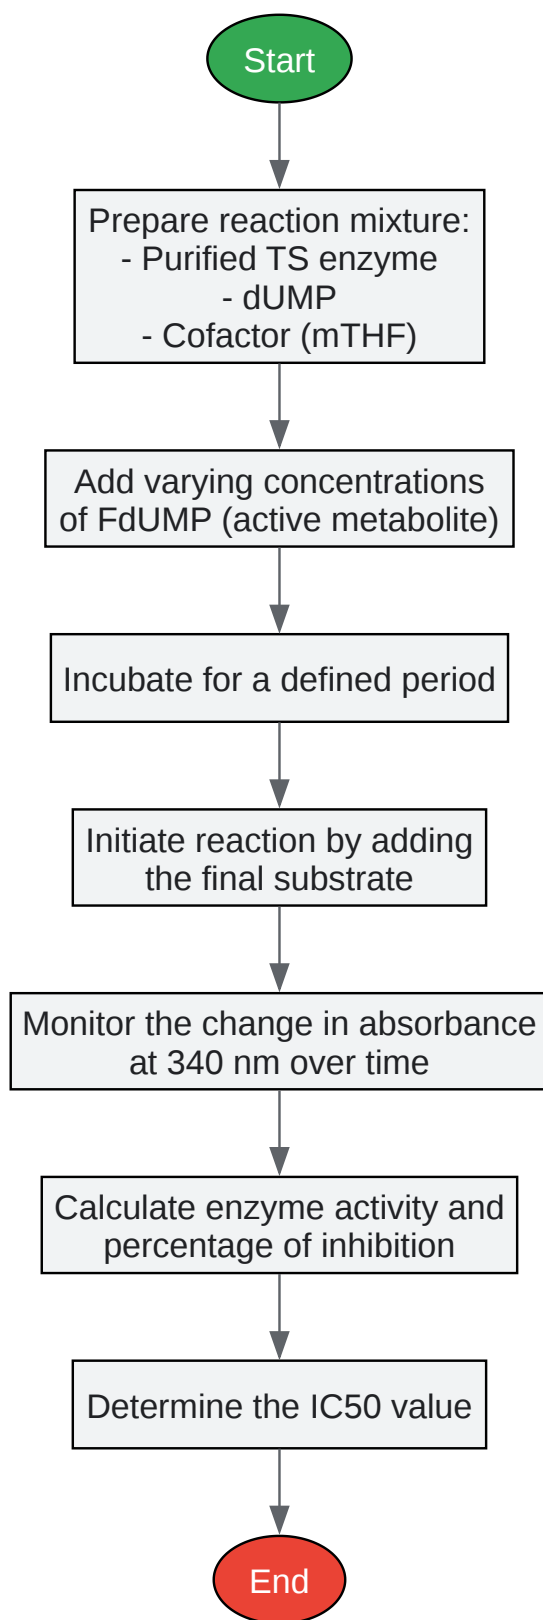 Start
Prepare reaction mixture:
- Purified TS enzyme
- dUMP
- Cofactor (mTHF)
Add varying concentrations
of FdUMP (active metabolite)
Incubate for a defined period
Initiate reaction by adding
the final substrate
Monitor the change in absorbance
at 340 nm over time
Calculate enzyme activity and
percentage of inhibition
Determine the IC50 value
End